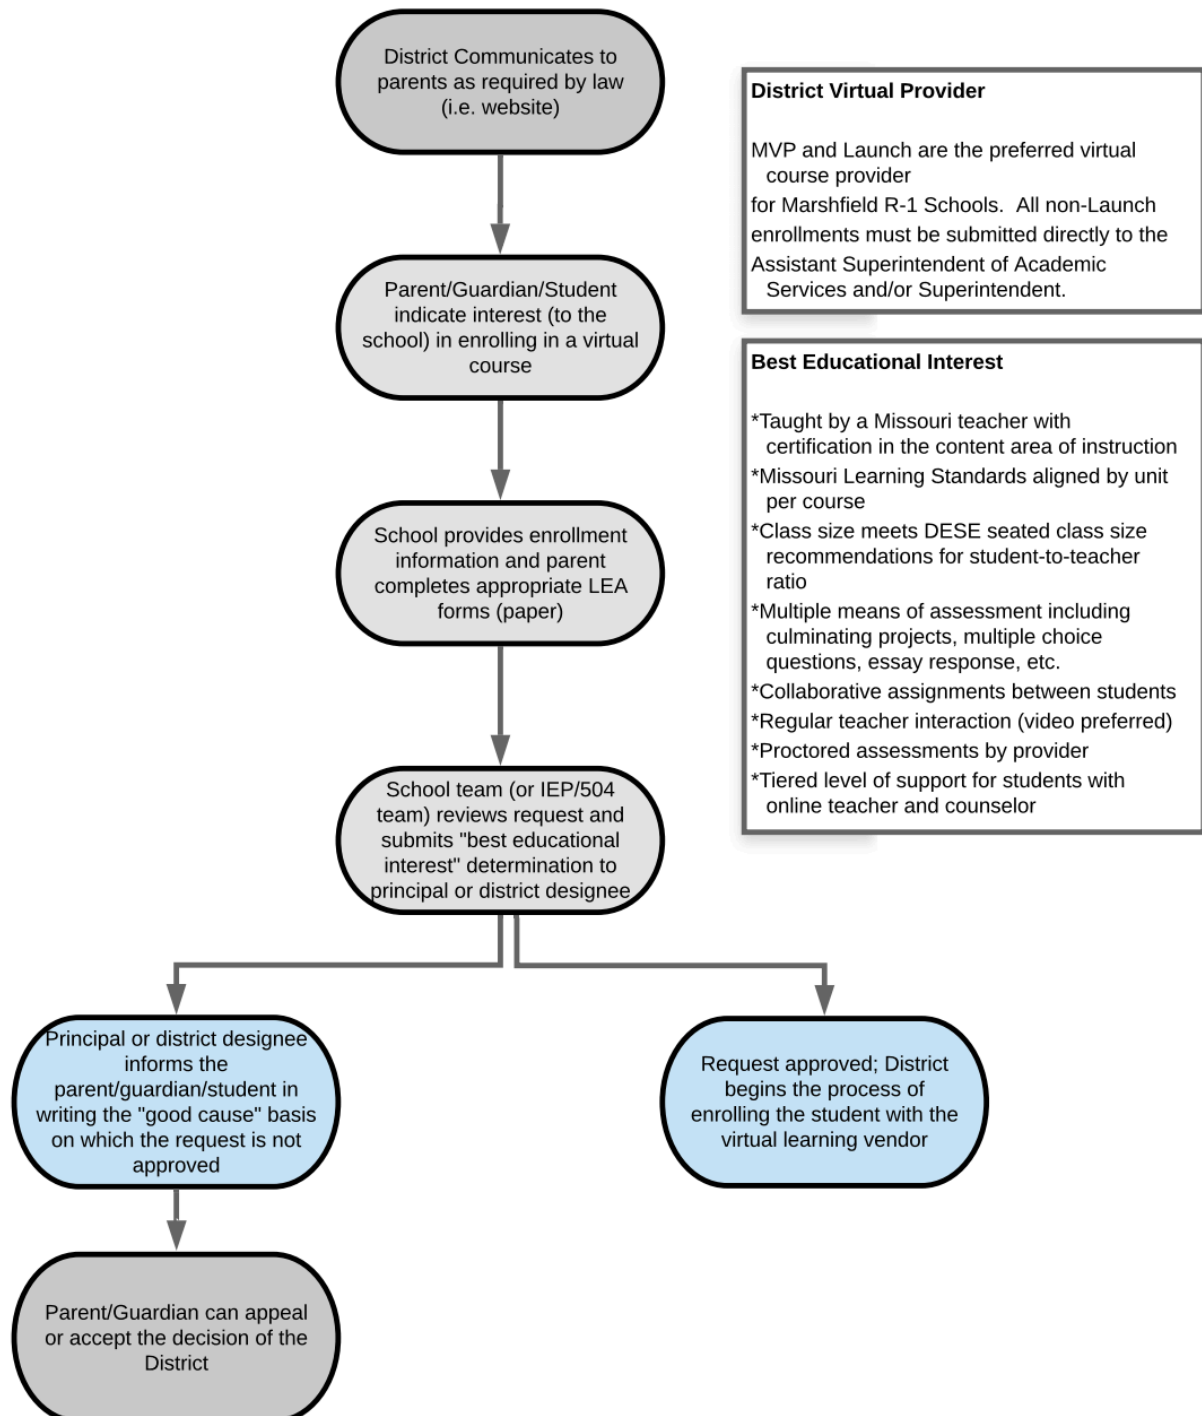 District Communicates to
parents as required by law
(i.e. website)
District Virtual Provider
MVP and Launch are the preferred virtual
course provider
for Marshfield R-1 Schools.  All non-Launch
enrollments must be submitted directly to the
Assistant Superintendent of Academic
Services and/or Superintendent.
Parent/Guardian/Student
indicate interest (to the
school) in enrolling in a virtual
course
Best Educational Interest
*Taught by a Missouri teacher with
certification in the content area of instruction
*Missouri Learning Standards aligned by unit
per course
*Class size meets DESE seated class size
recommendations for student-to-teacher
ratio
*Multiple means of assessment including
culminating projects, multiple choice
questions, essay response, etc.
*Collaborative assignments between students
*Regular teacher interaction (video preferred)
*Proctored assessments by provider
*Tiered level of support for students with
online teacher and counselor
School provides enrollment
information and parent
completes appropriate LEA
forms (paper)
School team (or IEP/504
team) reviews request and
submits "best educational
interest" determination to
principal or district designee
Principal or district designee
informs the
parent/guardian/student in
writing the "good cause" basis
on which the request is not
approved
Request approved; District
begins the process of
enrolling the student with the
virtual learning vendor
Parent/Guardian can appeal
or accept the decision of the
District